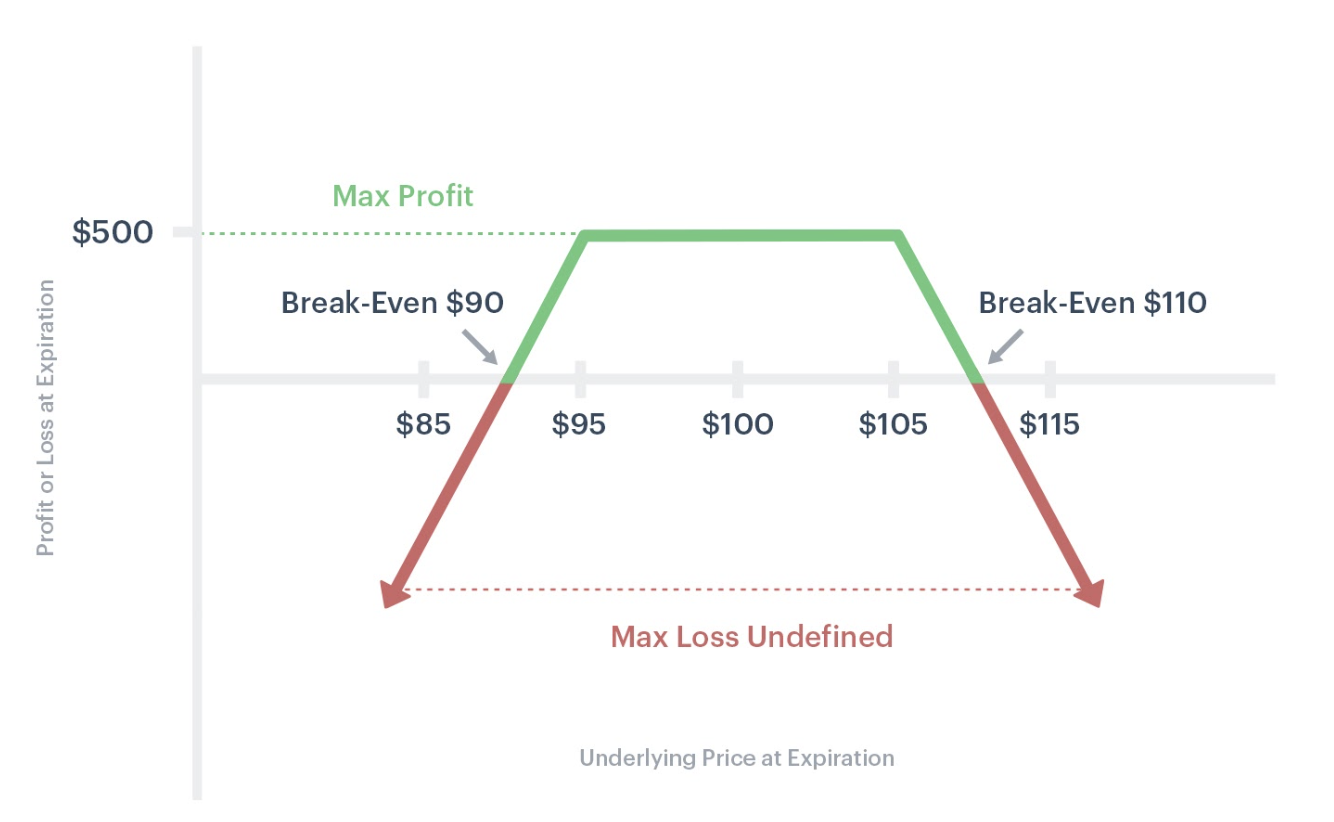 Max Profit
$500
Break-Even $90
Break-Even $110
Profit or Loss at Expiration
$85
$95
$100
$105
$115
Max Loss Undefined
Underlying Price at Expiration